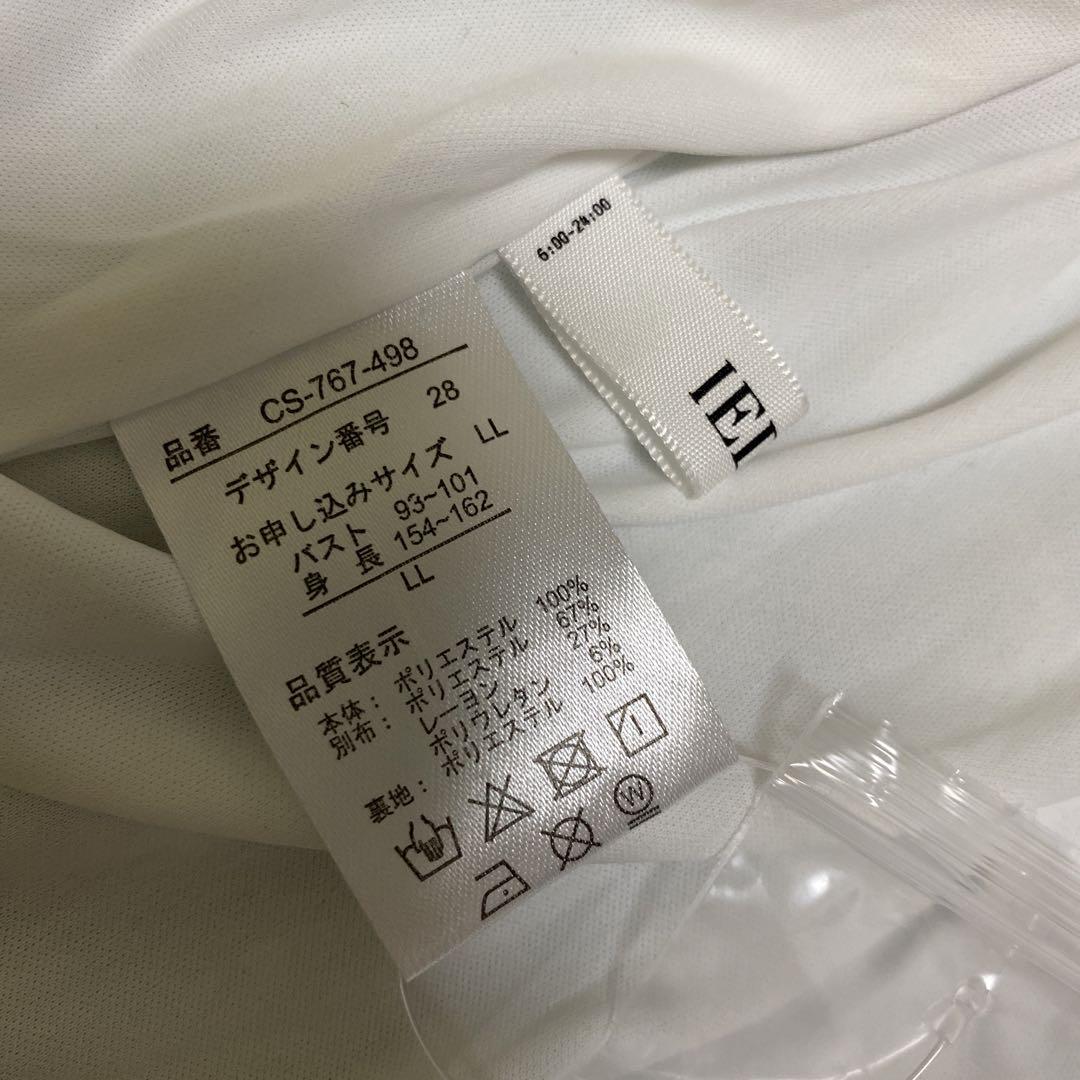 6:00-24:00
IEI
品番 CS-767-498
デザイン番号 28
お申し込みサイズ LL
バスト 93~101
身 長 154~162
LL
品質表示
本体: ポリエステル 100%
別布: ポリエステル 67%
レーヨン 27%
ポリウレタン 6%
裏地: ポリエステル 100%
W